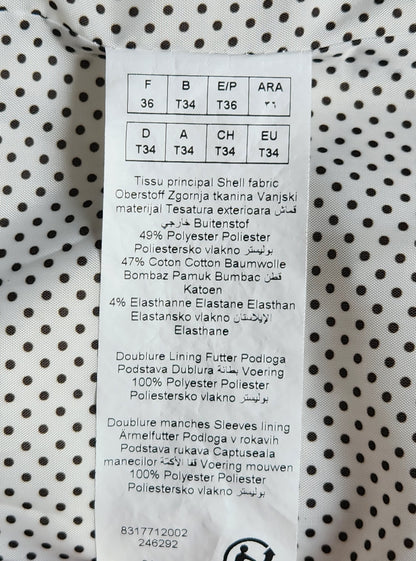 F B E/P ARA
36 T34 T36 ٣٦
D A CH EU
T34 T34 T34 T34
Tissu principal Shell fabric
Oberstoff Zgornja tkanina Vanjski
materijal Tesatura exterioara قماش
خارجي Buitenstof
49% Polyester Poliester
Poliestersko vlakno بوليستر
47% Coton Cotton Baumwolle
Bombaz Pamuk Bumbac قطن
Katoen
4% Elasthanne Elastane Elasthan
Elastansko vlakno الإيلاستان
Elasthane
Doublure Lining Futter Podloga
Podstava Dublura بطانة Voering
100% Polyester Poliester
Poliestersko vlakno بوليستر
Doublure manches Sleeves lining
Ärmelfutter Podloga v rokavih
Podstava rukava Captuseala
manecilor قفا الأكمة Voering mouwen
100% Polyester Poliester
Poliestersko vlakno بوليستر
8317712002
246292